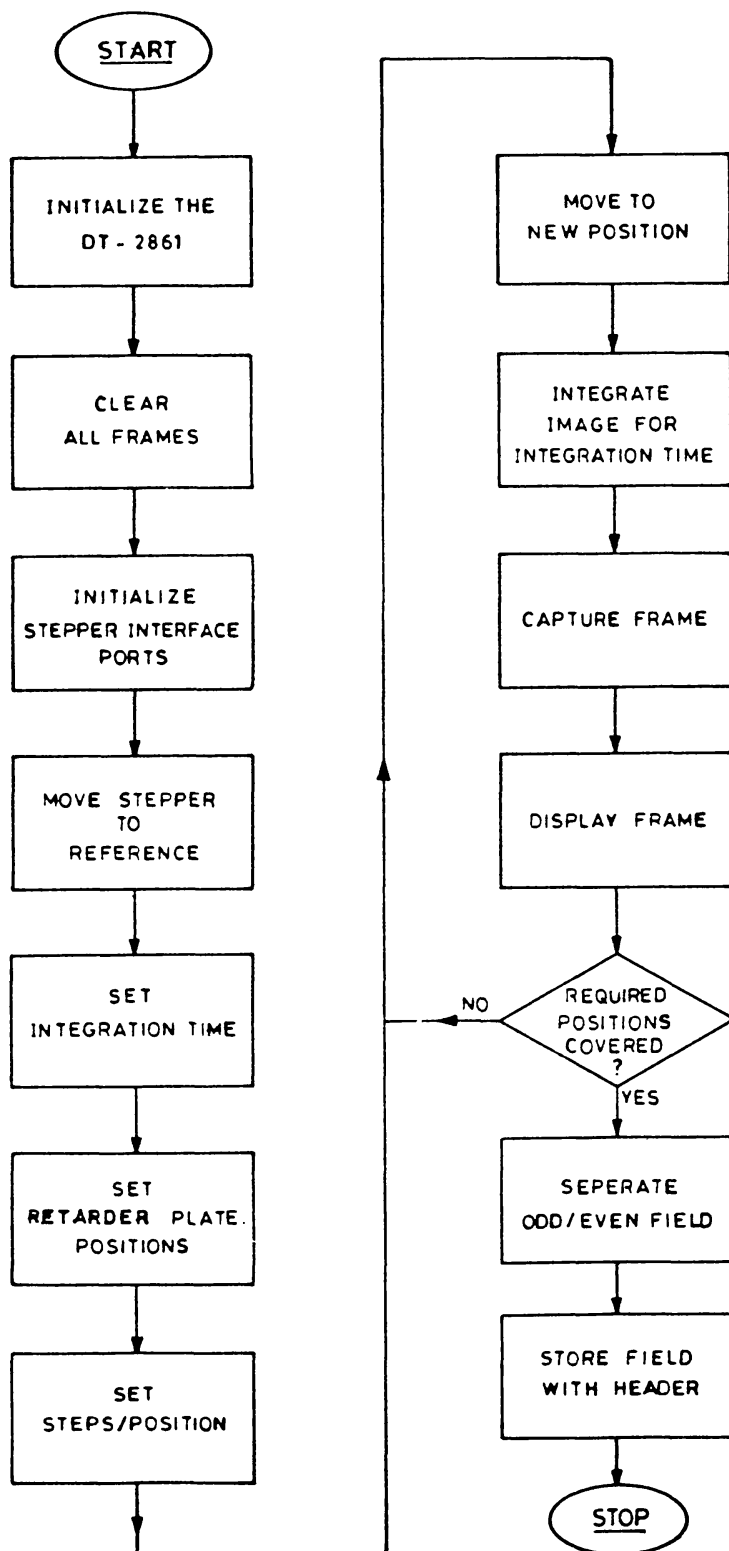 START
INITIALIZE THE
DT - 2861
CLEAR
ALL FRAMES
INITIALIZE
STEPPER INTERFACE
PORTS
MOVE STEPPER
TO
REFERENCE
SET
INTEGRATION TIME
SET
RETARDER PLATE.
POSITIONS
SET
STEPS/POSITION
MOVE TO
NEW POSITION
INTEGRATE
IMAGE FOR
INTEGRATION TIME
CAPTURE FRAME
DISPLAY FRAME
NO
REQUIRED
POSITIONS
COVERED
?
YES
SEPERATE
ODD/EVEN FIELD
STORE FIELD
WITH HEADER
STOP